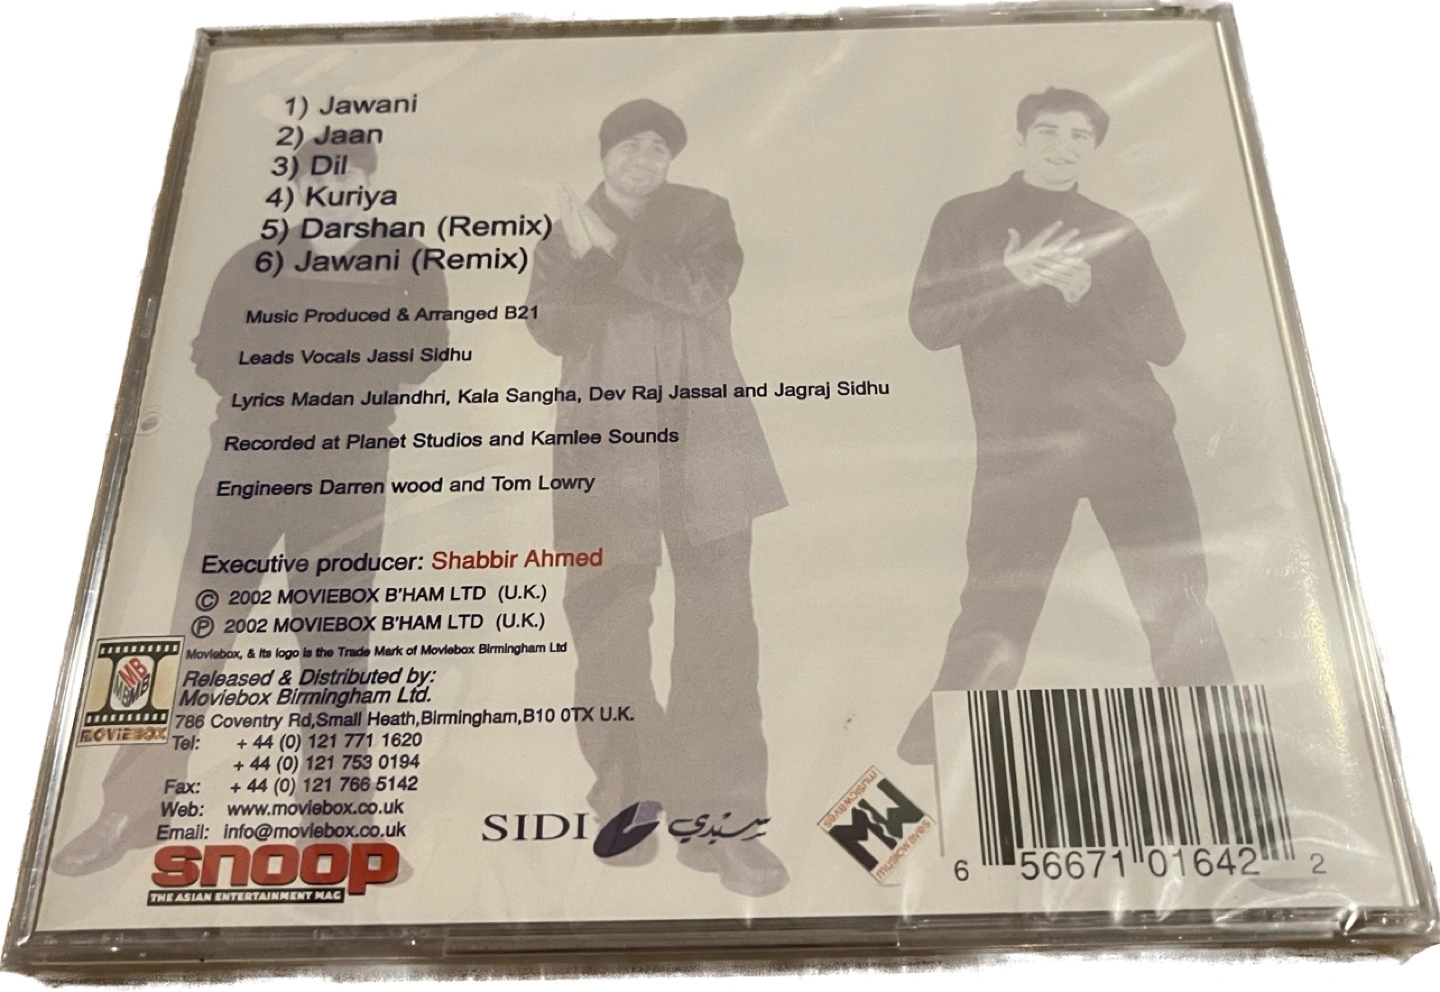 1) Jawani
2) Jaan
3) Dil
4) Kuriya
5) Darshan (Remix)
6) Jawani (Remix)
Music Produced & Arranged B21
Leads Vocals Jassi Sidhu
Lyrics Madan Julandhri, Kala Sangha, Dev Raj Jassal and Jagraj Sidhu
Recorded at Planet Studios and Kamlee Sounds
Engineers Darren wood and Tom Lowry
Executive producer: Shabbir Ahmed
© 2002 MOVIEBOX B'HAM LTD (U.K.)
℗ 2002 MOVIEBOX B'HAM LTD (U.K.)
Moviebox, & its logo is the Trade Mark of Moviebox Birmingham Ltd
Released & Distributed by:
Moviebox Birmingham Ltd.
786 Coventry Rd,Small Heath,Birmingham,B10 0TX U.K.
Tel: + 44 (0) 121 771 1620
+ 44 (0) 121 753 0194
Fax: + 44 (0) 121 766 5142
Web: www.moviebox.co.uk
Email: info@moviebox.co.uk
MB
MB MB
MOVIEBOX
snoop
THE ASIAN ENTERTAINMENT MAG
SIDI سيدي
musicwaves
MW
musicwaves
6 56671 01642 2